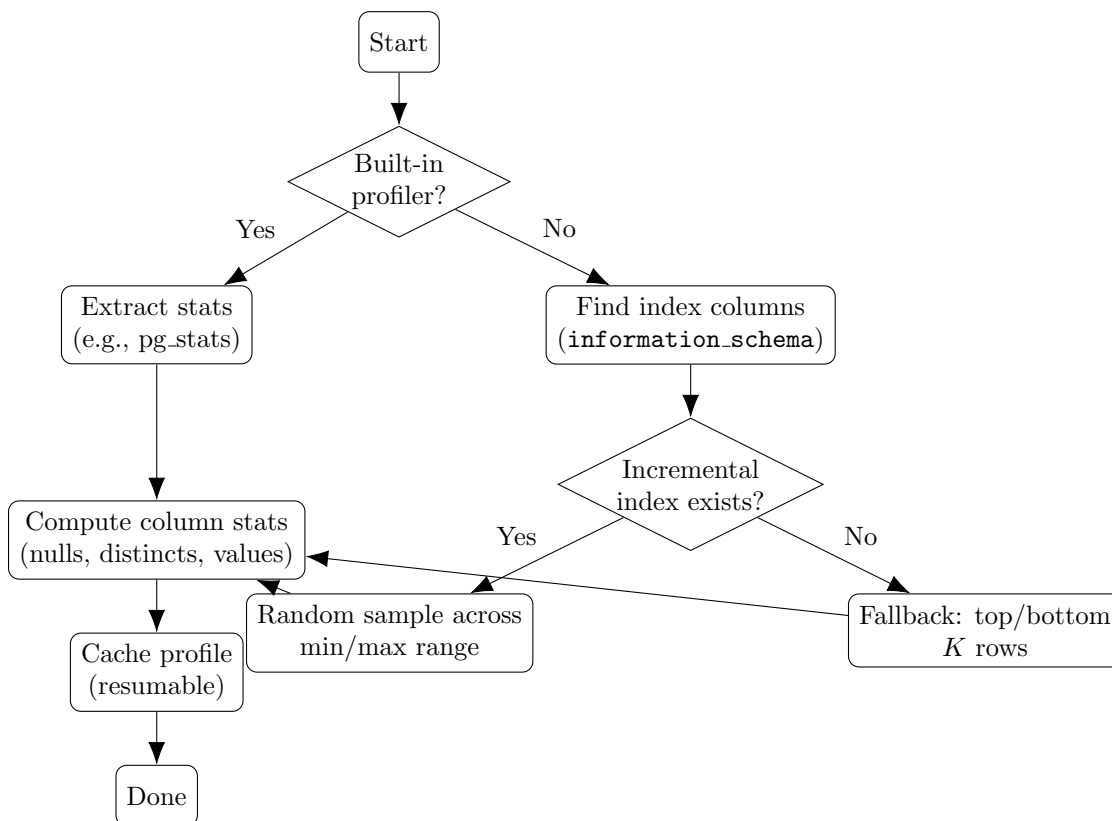 Start
Built-in
profiler?
Yes
No
Extract stats
(e.g., pg_stats)
Find index columns
(information_schema)
Incremental
index exists?
Yes
No
Compute column stats
(nulls, distincts, values)
Random sample across
min/max range
Fallback: top/bottom
K rows
Cache profile
(resumable)
Done